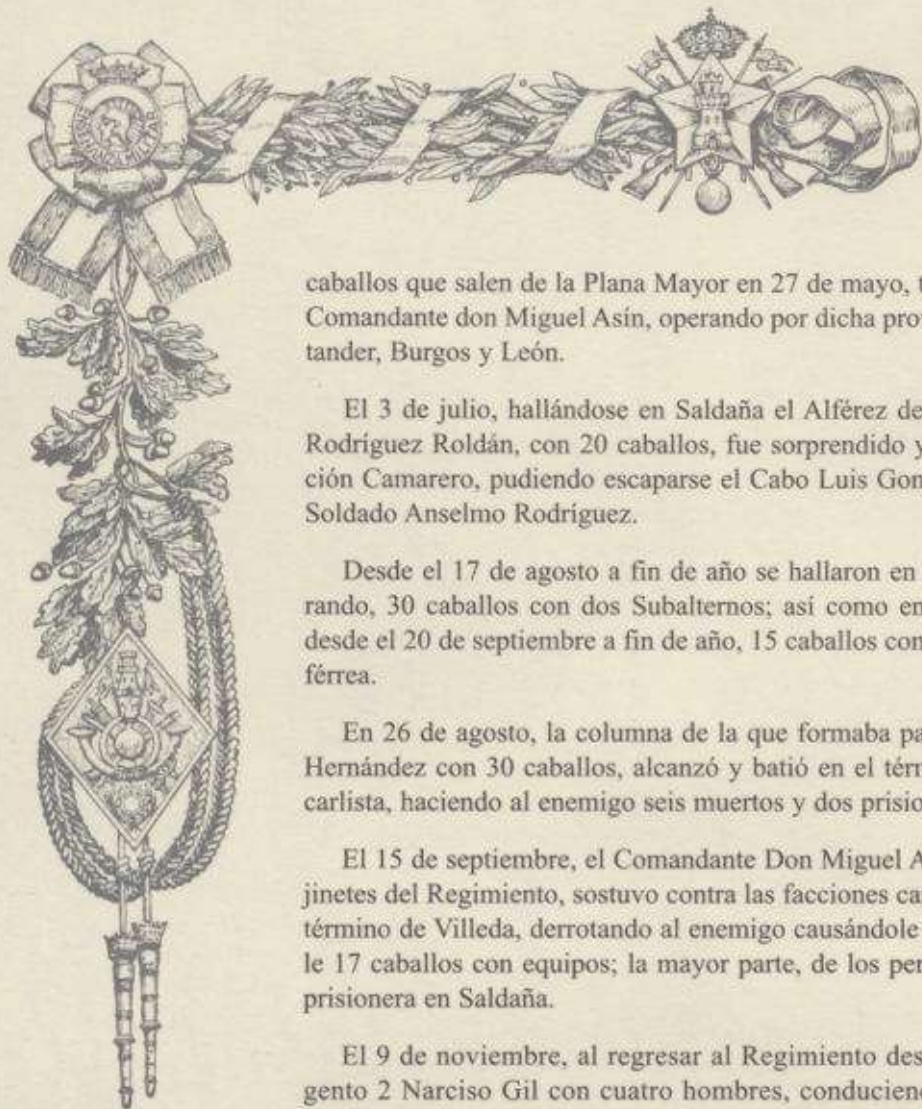 caballos que salen de la Plana Mayor en 27 de mayo, t
Comandante don Miguel Asín, operando por dicha pro
tander, Burgos y León.
El 3 de julio, hallándose en Saldaña el Alférez de
Rodríguez Roldán, con 20 caballos, fue sorprendido y
ción Camarero, pudiendo escaparse el Cabo Luis Gon
Soldado Anselmo Rodríguez.
Desde el 17 de agosto a fin de año se hallaron en
rando, 30 caballos con dos Subalternos; así como en
desde el 20 de septiembre a fin de año, 15 caballos con
férrea.
En 26 de agosto, la columna de la que formaba pa
Hernández con 30 caballos, alcanzó y batió en el térn
carlista, haciendo al enemigo seis muertos y dos prisio
El 15 de septiembre, el Comandante Don Miguel A
jinetes del Regimiento, sostuvo contra las facciones ca
término de Villeda, derrotando al enemigo causándole
le 17 caballos con equipos; la mayor parte, de los per
prisionera en Saldaña.
El 9 de noviembre, al regresar al Regimiento des
gento 2 Narciso Gil con cuatro hombres, conduciend